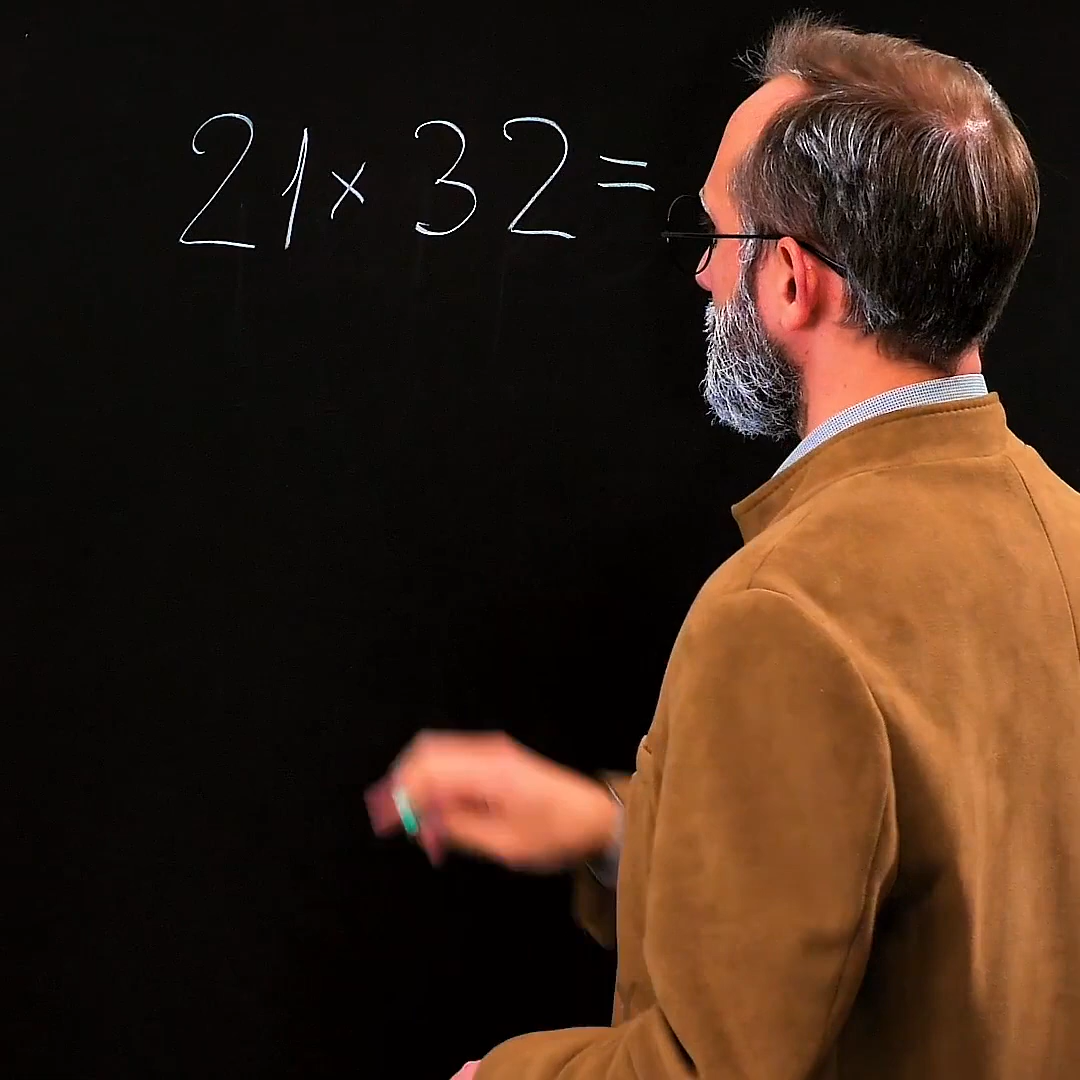 21 × 32 =